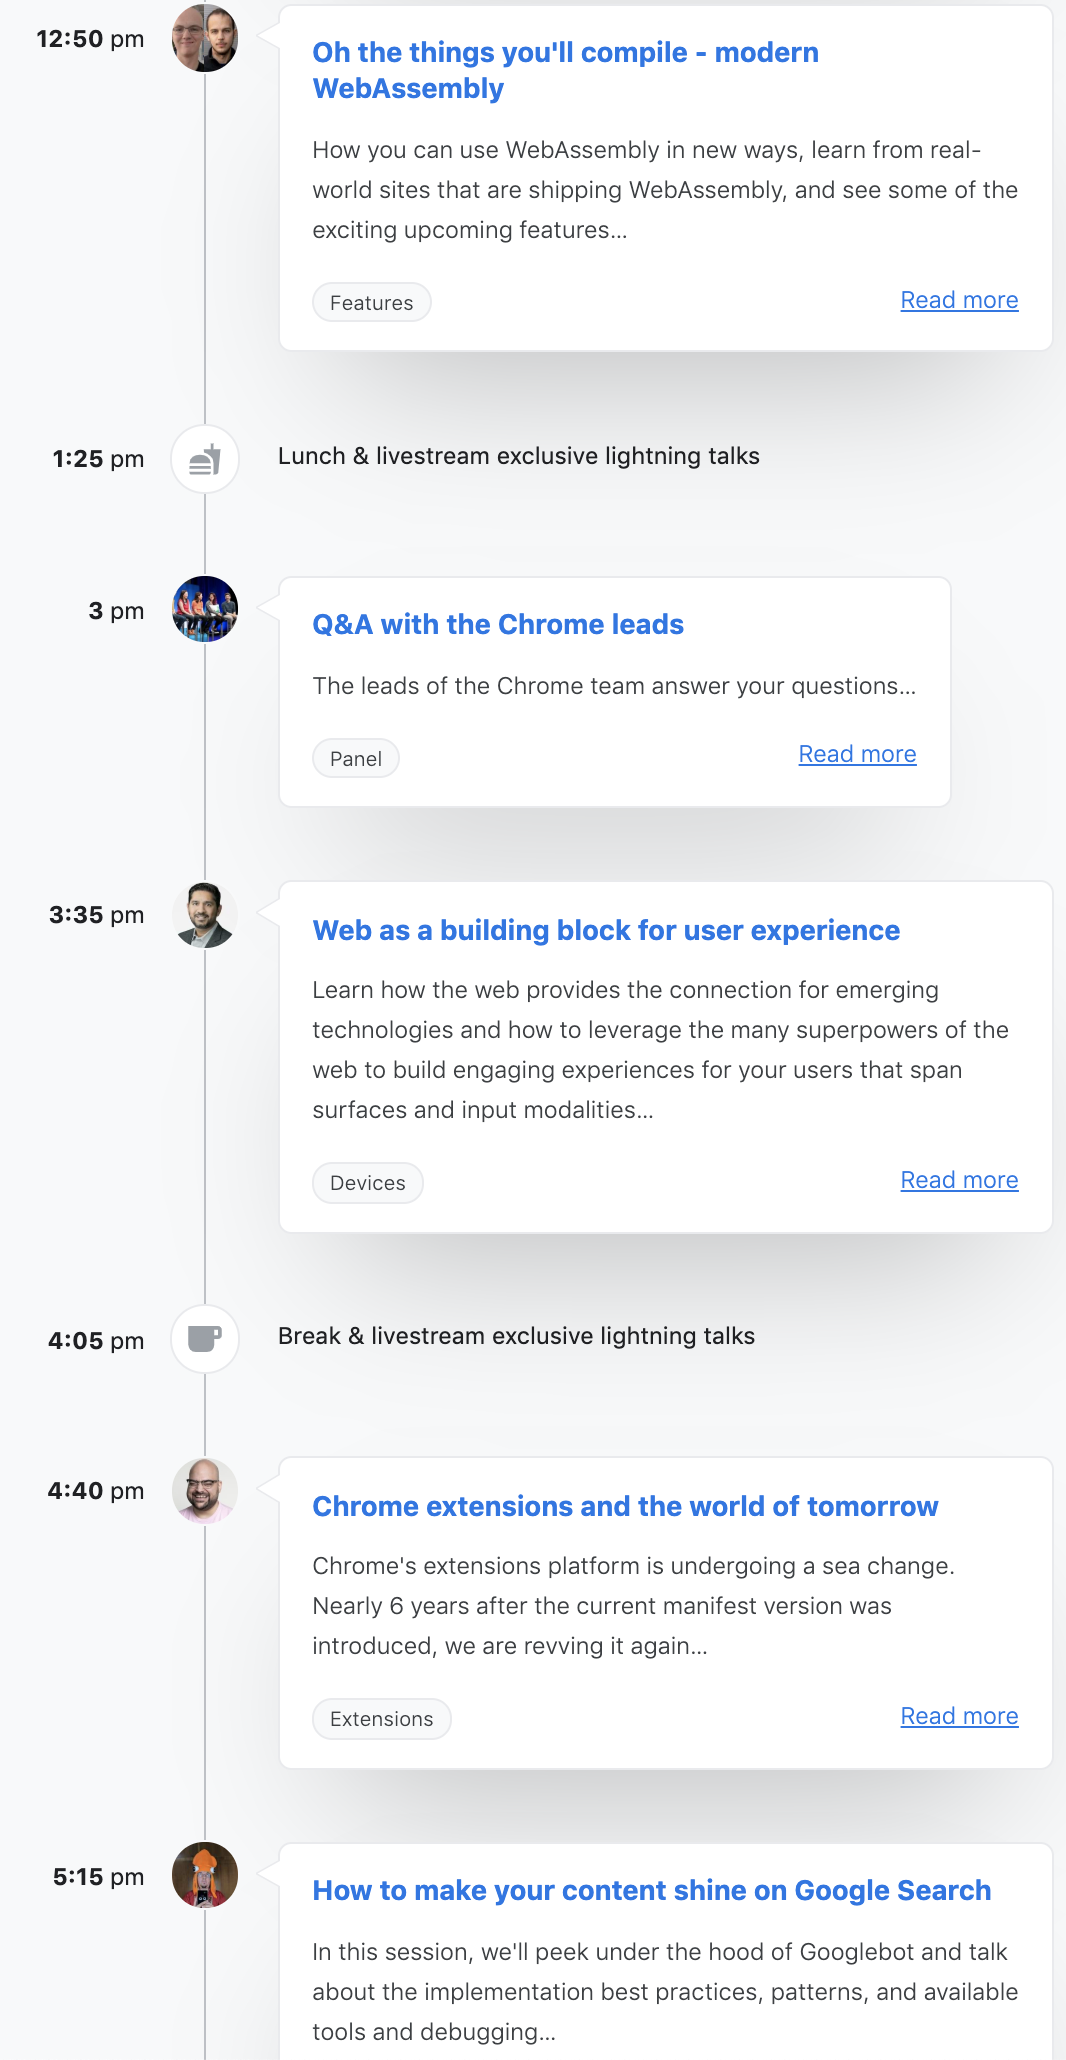 12:50 pm
Oh the things you'll compile - modern
WebAssembly
How you can use WebAssembly in new ways, learn from real-
world sites that are shipping WebAssembly, and see some of the
exciting upcoming features...
Features
Read more
1:25 pm
Lunch & livestream exclusive lightning talks
3 pm
Q&A with the Chrome leads
The leads of the Chrome team answer your questions...
Panel
Read more
3:35 pm
Web as a building block for user experience
Learn how the web provides the connection for emerging
technologies and how to leverage the many superpowers of the
web to build engaging experiences for your users that span
surfaces and input modalities...
Devices
Read more
4:05 pm
Break & livestream exclusive lightning talks
4:40 pm
Chrome extensions and the world of tomorrow
Chrome's extensions platform is undergoing a sea change.
Nearly 6 years after the current manifest version was
introduced, we are revving it again...
Extensions
Read more
5:15 pm
How to make your content shine on Google Search
In this session, we'll peek under the hood of Googlebot and talk
about the implementation best practices, patterns, and available
tools and debugging...